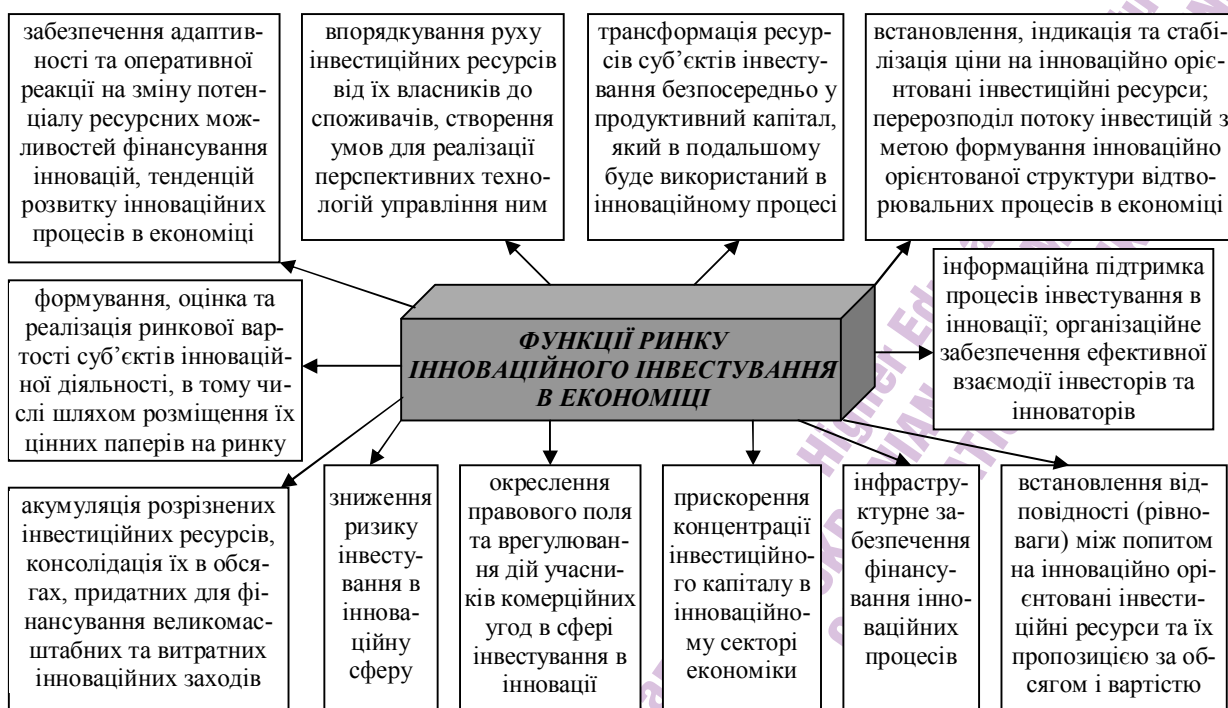 забезпечення адаптив-
ності та оперативної
реакції на зміну потен-
ціалу ресурсних мож-
ливостей фінансування
інновацій, тенденцій
розвитку інноваційних
процесів в економіці
впорядкування руху
інвестиційних ресурсів
від їх власників до
споживачів, створення
умов для реалізації
перспективних техно-
логій управління ним
трансформація ресур-
сів суб’єктів інвесту-
вання безпосередньо у
продуктивний капітал,
який в подальшому
буде використаний в
інноваційному процесі
встановлення, індикація та стабі-
лізація ціни на інноваційно оріє-
нтовані інвестиційні ресурси;
перерозподіл потоку інвестицій з
метою формування інноваційно
орієнтованої структури відтво-
рювальних процесів в економіці
формування, оцінка та
реалізація ринкової вар-
тості суб’єктів інновацій-
ної діяльності, в тому чи-
слі шляхом розміщення їх
цінних паперів на ринку
ФУНКЦІЇ РИНКУ
ІННОВАЦІЙНОГО ІНВЕСТУВАННЯ
В ЕКОНОМІЦІ
інформаційна підтримка
процесів інвестування в
інновації; організаційне
забезпечення ефективної
взаємодії інвесторів та
інноваторів
акумуляція розрізнених
інвестиційних ресурсів,
консолідація їх в обся-
гах, придатних для фі-
нансування великомас-
штабних та витратних
інноваційних заходів
зниження
ризику
інвесту-
вання в
іннова-
ційну
сферу
окреслення
правового поля
та врегулюван-
ня дій учасни-
ків комерційних
угод в сфері
інвестування в
інновації
прискорення
концентрації
інвестиційно-
го капіталу в
інноваційно-
му секторі
економіки
інфрастру-
ктурне за-
безпечення
фінансу-
вання інно-
ваційних
процесів
встановлення від-
повідності (рівно-
ваги) між попитом
на інноваційно орі-
єнтовані інвести-
ційні ресурси та їх
пропозицією за об-
сягом і вартістю
Higher